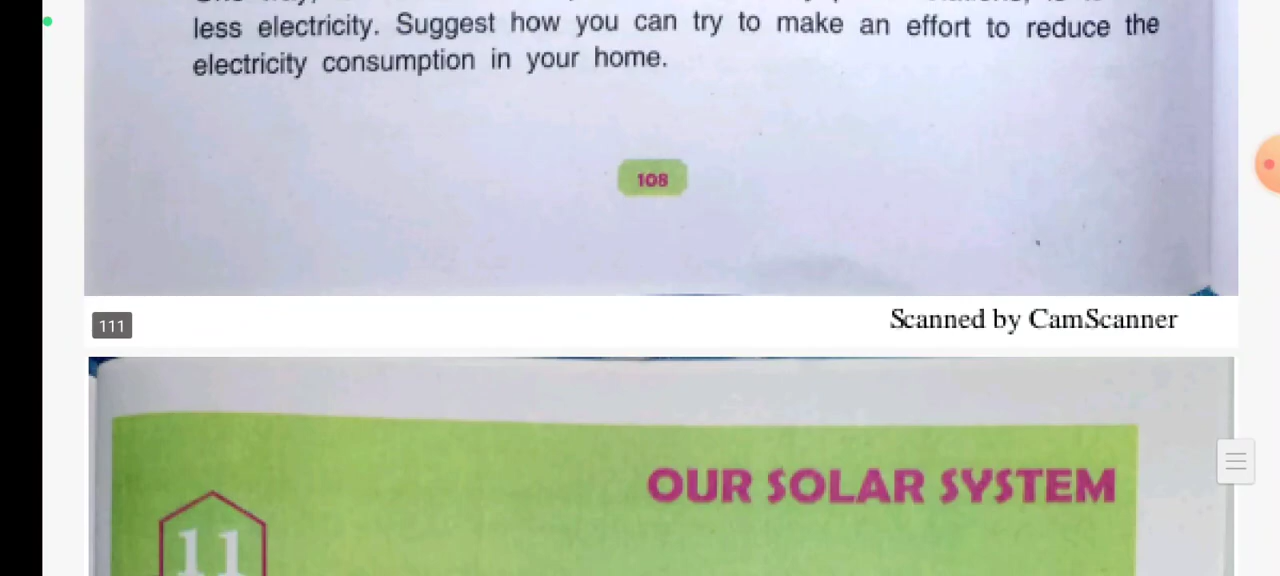 less electricity. Suggest how you can try to make an effort to reduce the
electricity consumption in your home.
108
111
Scanned by CamScanner
OUR SOLAR SYSTEM
11